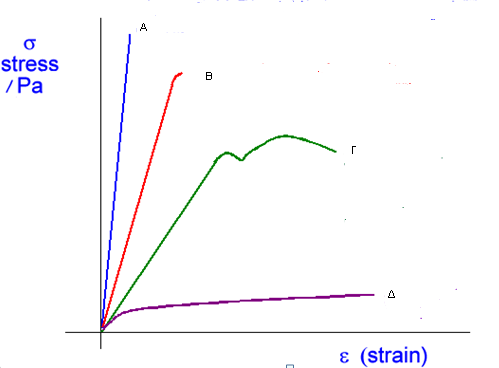 σ
stress
/ Pa
Α
Β
Γ
Δ
ε (strain)